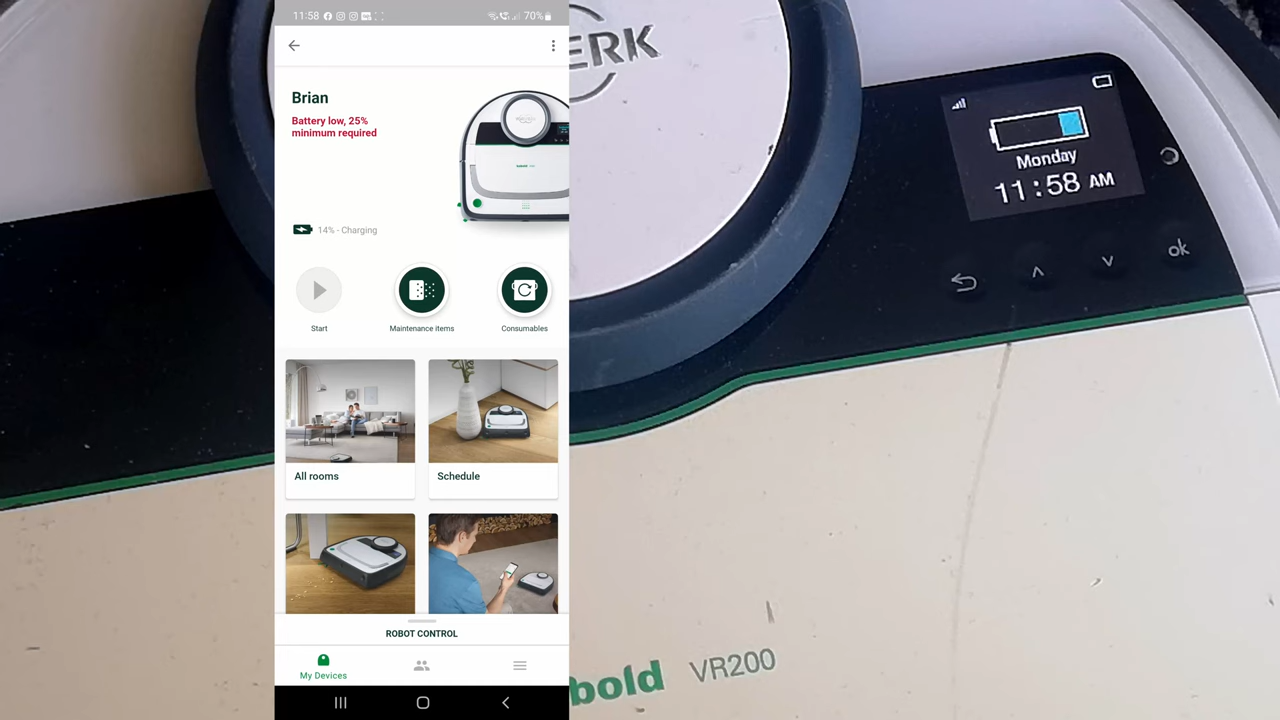 11:58
70%
Brian
Battery low, 25%
minimum required
14% - Charging
Start
Maintenance items
Consumables
All rooms
Schedule
ROBOT CONTROL
My Devices
ERK
Monday
11:58 AM
ok
bold VR200